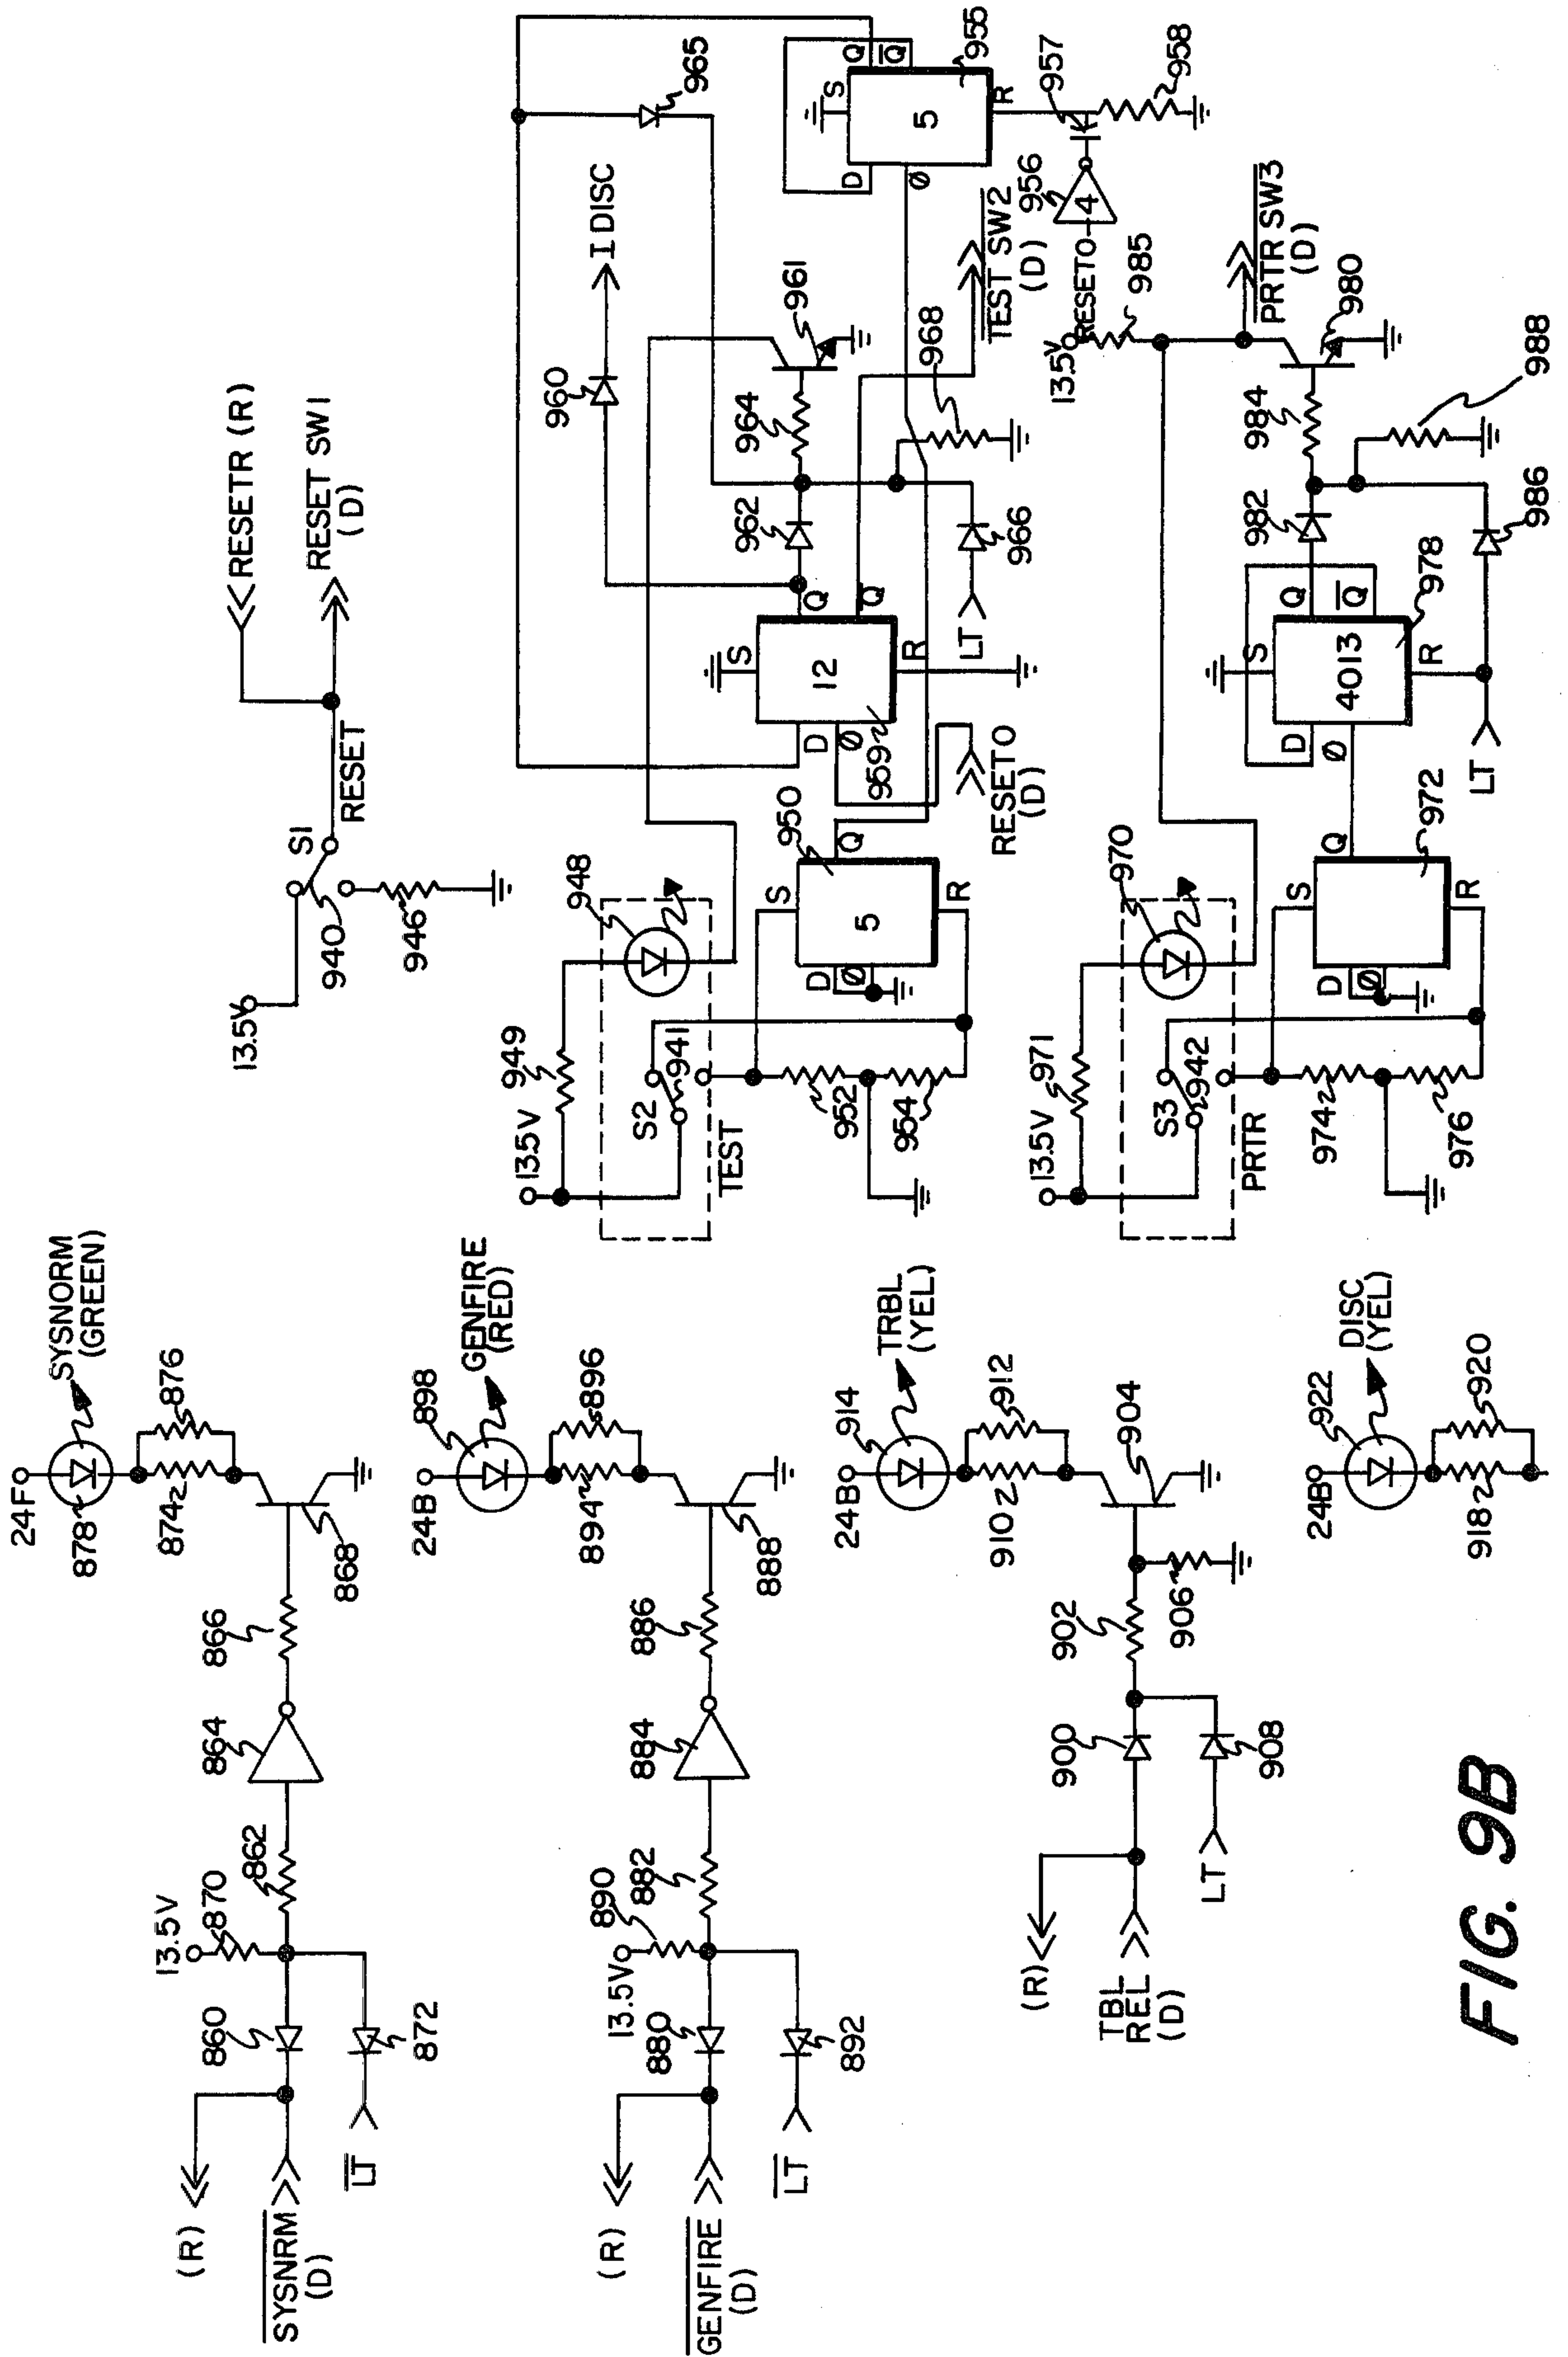 24F
SYSNORM
(GREEN)
878
874
876
868
866
864
862
13.5V
870
860
872
(R)
SYSNRM
(D)
LT
24B
898
GENFIRE
(RED)
894
896
888
886
884
882
13.5V
890
880
892
(R)
GENFIRE
(D)
LT
24B
914
TRBL
(YEL)
910
912
904
902
906
900
908
(R)
TBL
REL
(D)
LT
24B
922
DISC
(YEL)
918
920
FIG. 9B
RESETR (R)
RESET SW1
(D)
13.5V
S1
RESET
940
946
13.5V
949
948
S2
941
TEST
952
954
S
D
Ø
5
R
Q
950
RESETO
(D)
S
D
Ø
12
R
Q
Q
959
960
I DISC
961
962
964
965
966
968
LT
TEST SW2
(D)
S
D
Ø
5
R
Q
Q
955
RESETO
4
956
957
958
13.5V
985
PRTR SW3
(D)
13.5V
971
970
S3
942
PRTR
974
976
S
D
Ø
R
Q
972
S
D
Ø
4013
R
Q
Q
978
982
984
980
986
988
LT